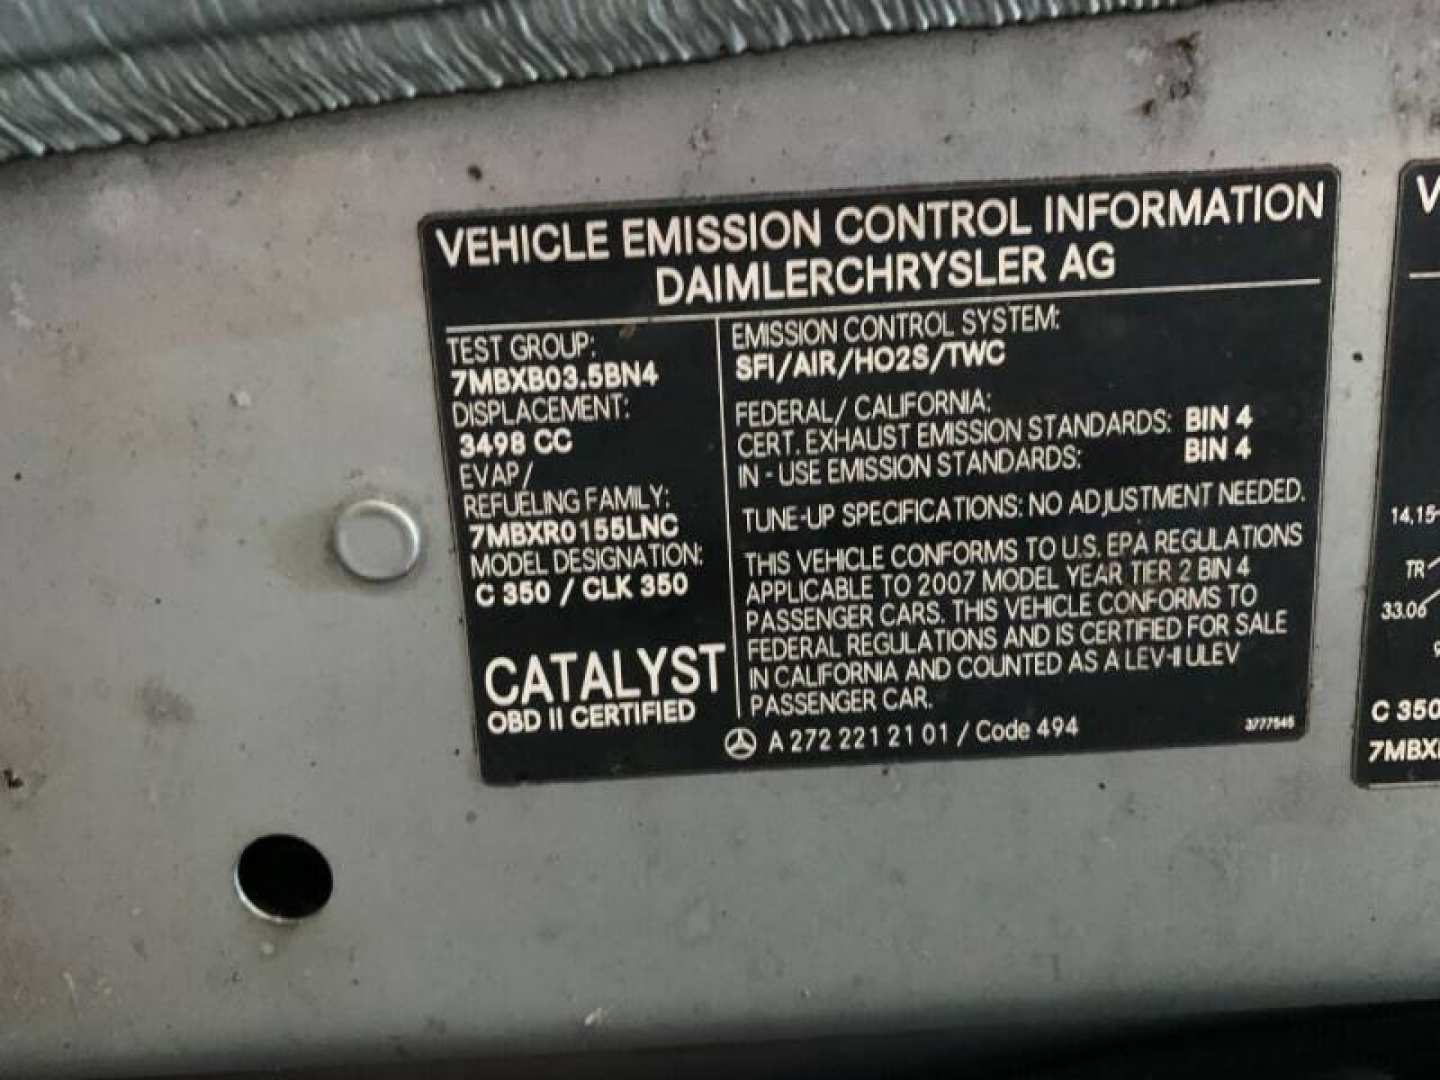 VEHICLE EMISSION CONTROL INFORMATION
DAIMLERCHRYSLER AG
TEST GROUP:
7MBXB03.5BN4
DISPLACEMENT:
3498 CC
EVAP/
REFUELING FAMILY:
7MBXR0155LNC
MODEL DESIGNATION:
C 350 / CLK 350
CATALYST
OBD II CERTIFIED
EMISSION CONTROL SYSTEM:
SFI/AIR/HO2S/TWC
FEDERAL/ CALIFORNIA:
CERT. EXHAUST EMISSION STANDARDS: BIN 4
IN - USE EMISSION STANDARDS: BIN 4
TUNE-UP SPECIFICATIONS: NO ADJUSTMENT NEEDED.
THIS VEHICLE CONFORMS TO U.S. EPA REGULATIONS
APPLICABLE TO 2007 MODEL YEAR TIER 2 BIN 4
PASSENGER CARS. THIS VEHICLE CONFORMS TO
FEDERAL REGULATIONS AND IS CERTIFIED FOR SALE
IN CALIFORNIA AND COUNTED AS A LEV-II ULEV
PASSENGER CAR.
A 272 221 21 01 / Code 494
3777545
V
14,15
TR
33.06
9
C 350
7MBX